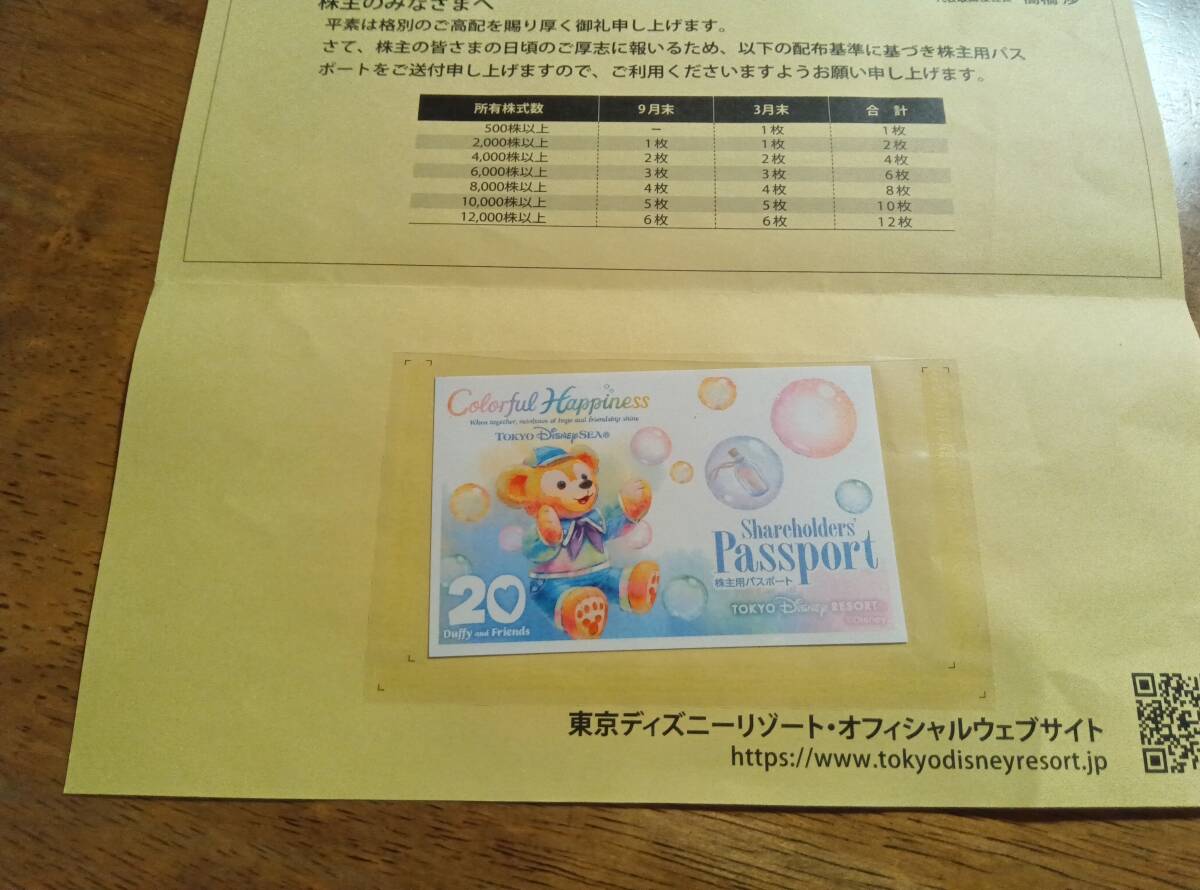 株主のみなさまへ
平素は格別のご高配を賜り厚く御礼申し上げます。
さて、株主の皆さまの日頃のご厚志に報いるため、以下の配布基準に基づき株主用パス
ポートをご送付申し上げますので、ご利用くださいますようお願い申し上げます。
所有株式数 9月末 3月末 合 計
500株以上 － 1枚 1枚
2,000株以上 1枚 1枚 2枚
4,000株以上 2枚 2枚 4枚
6,000株以上 3枚 3枚 6枚
8,000株以上 4枚 4枚 8枚
10,000株以上 5枚 5枚 10枚
12,000株以上 6枚 6枚 12枚
Colorful Happiness
When together, rainbows of hope and friendship shine
TOKYO DISNEYSEA®
Shareholders'
Passport
株主用パスポート
20
Duffy and Friends
TOKYO Disney RESORT
©Disney
東京ディズニーリゾート・オフィシャルウェブサイト
https://www.tokyodisneyresort.jp